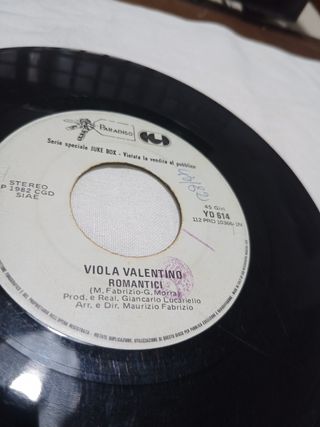 PARADISO
CGD
Serie speciale JUKE BOX - Vietata la vendita al pubblico
STEREO
P 1982 CGD
SIAE
45 Giri
YD 614
VIOLA VALENTINO
ROMANTICI
(M. Fabrizio-G. Morra)
Prod. e Real. Giancarlo Lucariello
Arr. e Dir. Maurizio Fabrizio